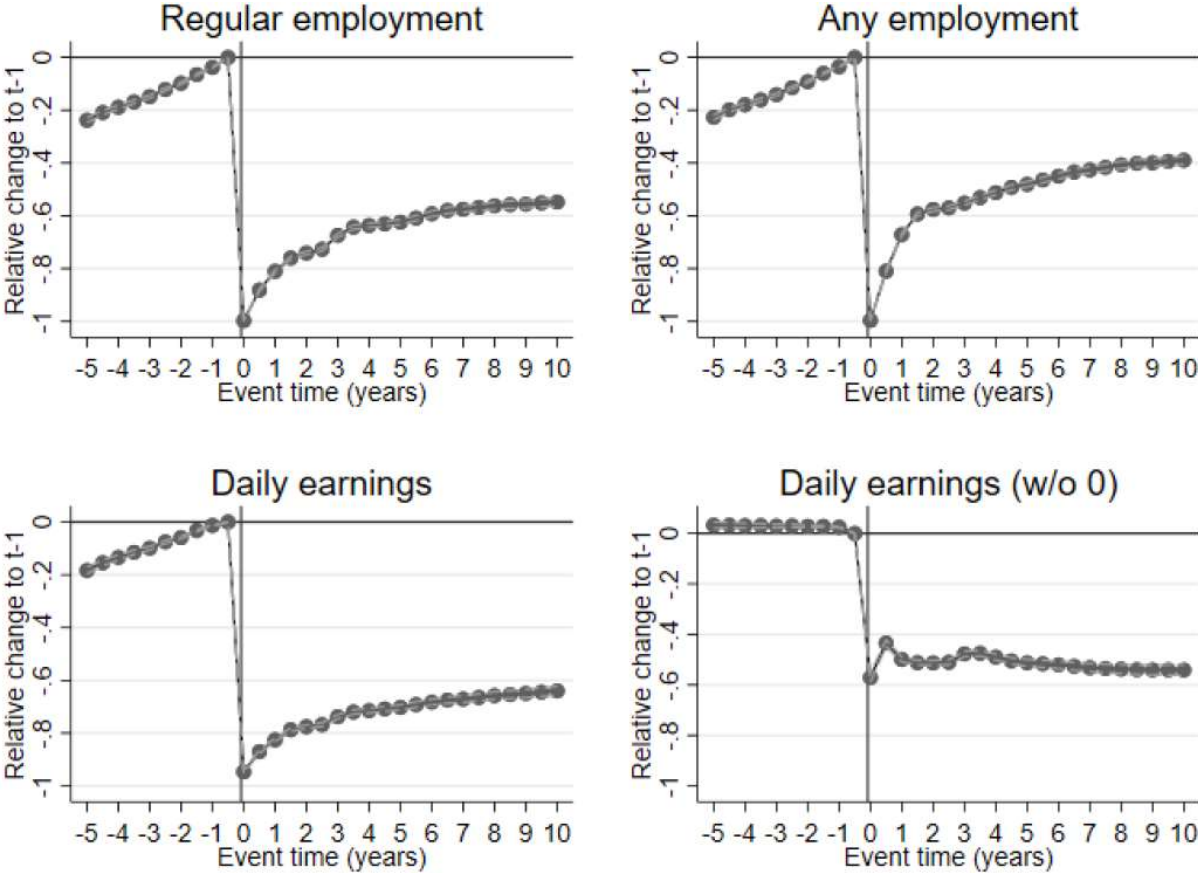 Regular employment
Relative change to t-1
0
-.2
-.4
-.6
-.8
-1
-5 -4 -3 -2 -1 0 1 2 3 4 5 6 7 8 9 10
Event time (years)
Any employment
Relative change to t-1
0
-.2
-.4
-.6
-.8
-1
-5 -4 -3 -2 -1 0 1 2 3 4 5 6 7 8 9 10
Event time (years)
Daily earnings
Relative change to t-1
0
-.2
-.4
-.6
-.8
-1
-5 -4 -3 -2 -1 0 1 2 3 4 5 6 7 8 9 10
Event time (years)
Daily earnings (w/o 0)
Relative change to t-1
0
-.2
-.4
-.6
-.8
-1
-5 -4 -3 -2 -1 0 1 2 3 4 5 6 7 8 9 10
Event time (years)